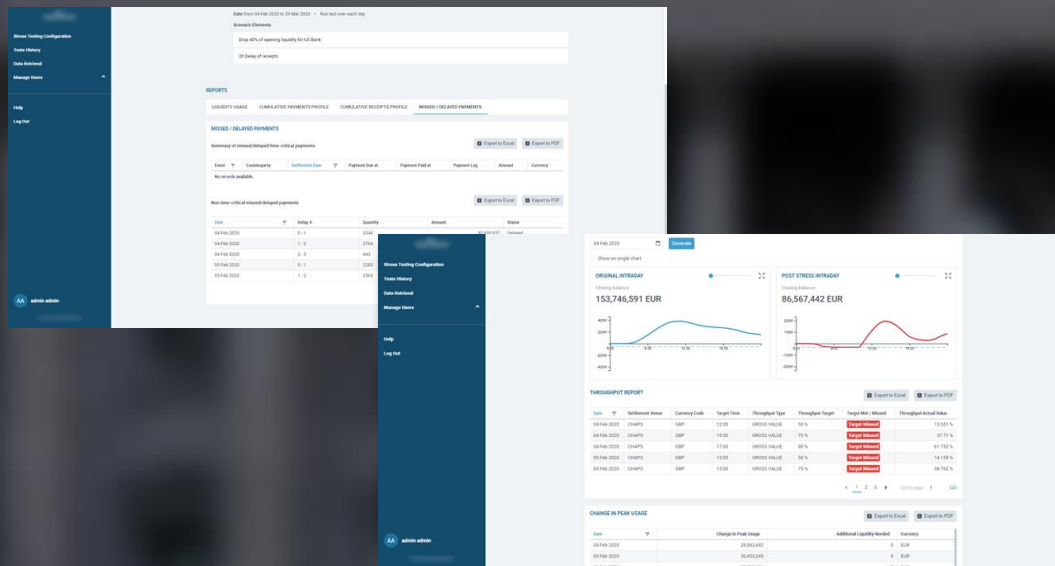 Date from 04 Feb 2020 to 29 Mar 2020 • Run test over each day
Scenario Elements
Stress Testing Configuration
Tests History
Data Retrieval
Manage Users
Help
Log Out
AA admin admin
Drop 40% of opening liquidity for US Bank
2h Delay of receipts
REPORTS
LIQUIDITY USAGE CUMULATIVE PAYMENTS PROFILE CUMULATIVE RECEIPTS PROFILE MISSED / DELAYED PAYMENTS
MISSED / DELAYED PAYMENTS
Summary of missed/delayed time-critical payments Export to Excel Export to PDF
Event Counterparty Settlement Date Payment Due at Payment Paid at Payment Lag Amount Currency
No records available.
Non time-critical missed/delayed payments Export to Excel Export to PDF
Date Delay, h Quantity Amount Status
04 Feb 2020 0 - 1 Delayed
04 Feb 2020 1 - 2
04 Feb 2020 2 - 3
05 Feb 2020 0 - 1
05 Feb 2020 1 - 2
Stress Testing Configuration
Tests History
Data Retrieval
Manage Users
Help
Log Out
AA admin admin
04 Feb 2020 Generate
Show on single chart
ORIGINAL INTRADAY
Closing balance
153,746,591 EUR
POST STRESS INTRADAY
Closing balance
86,567,442 EUR
THROUGHPUT REPORT Export to Excel Export to PDF
Date Settlement Venue Currency Code Target Time Throughput Type Throughput Target Target Met / Missed Throughput Actual Value
04 Feb 2020 CHAPS GBP 12:00 GROSS VALUE 50 % Target Missed 13.551 %
04 Feb 2020 CHAPS GBP 15:00 GROSS VALUE 75 % Target Missed 37.71 %
04 Feb 2020 CHAPS GBP 17:00 GROSS VALUE Target Missed 61.752 %
05 Feb 2020 CHAPS GBP 12:00 GROSS VALUE 50 % Target Missed 14.159 %
05 Feb 2020 CHAPS GBP 15:00 GROSS VALUE 75 % Target Missed 38.762 %
1 2 3 Go to page 1 GO
CHANGE IN PEAK USAGE Export to Excel Export to PDF
Date Change In Peak Usage Additional Liquidity Needed Currency
04 Feb 2020 0 EUR
05 Feb 2020 0 EUR